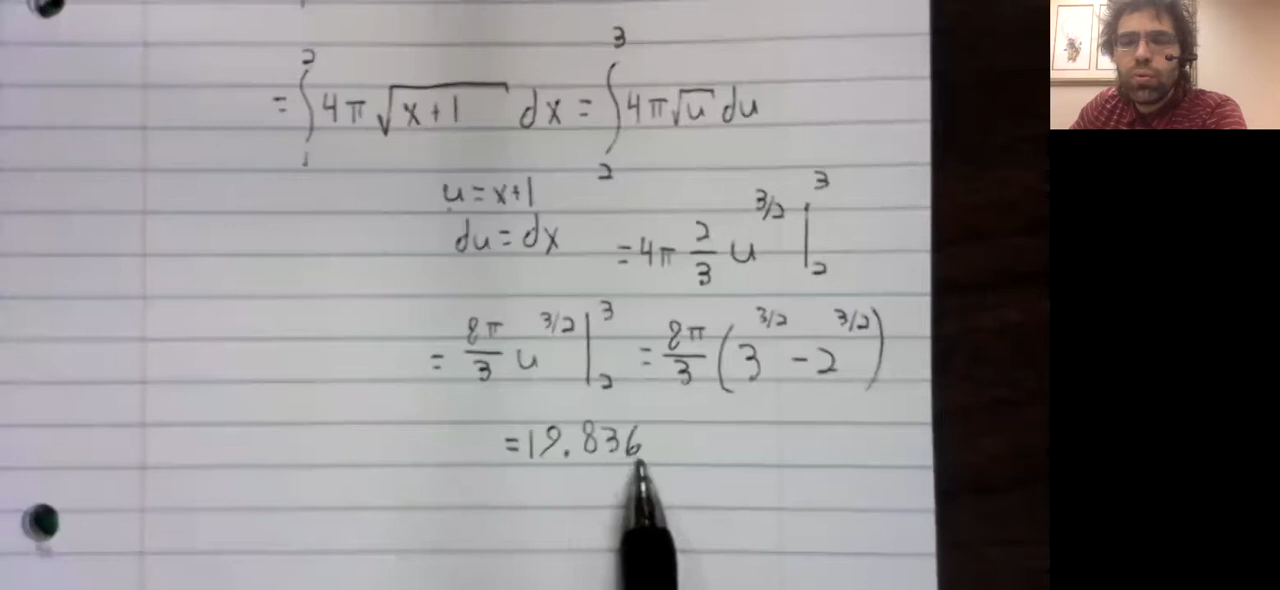 = ∫₁² 4π √(x+1) dx = ∫₂³ 4π √u du
u = x+1
du = dx = 4π 2/3 u^(3/2) |₂³
= 8π/3 u^(3/2) |₂³ = 8π/3 (3^(3/2) − 2^(3/2))
= 19.836